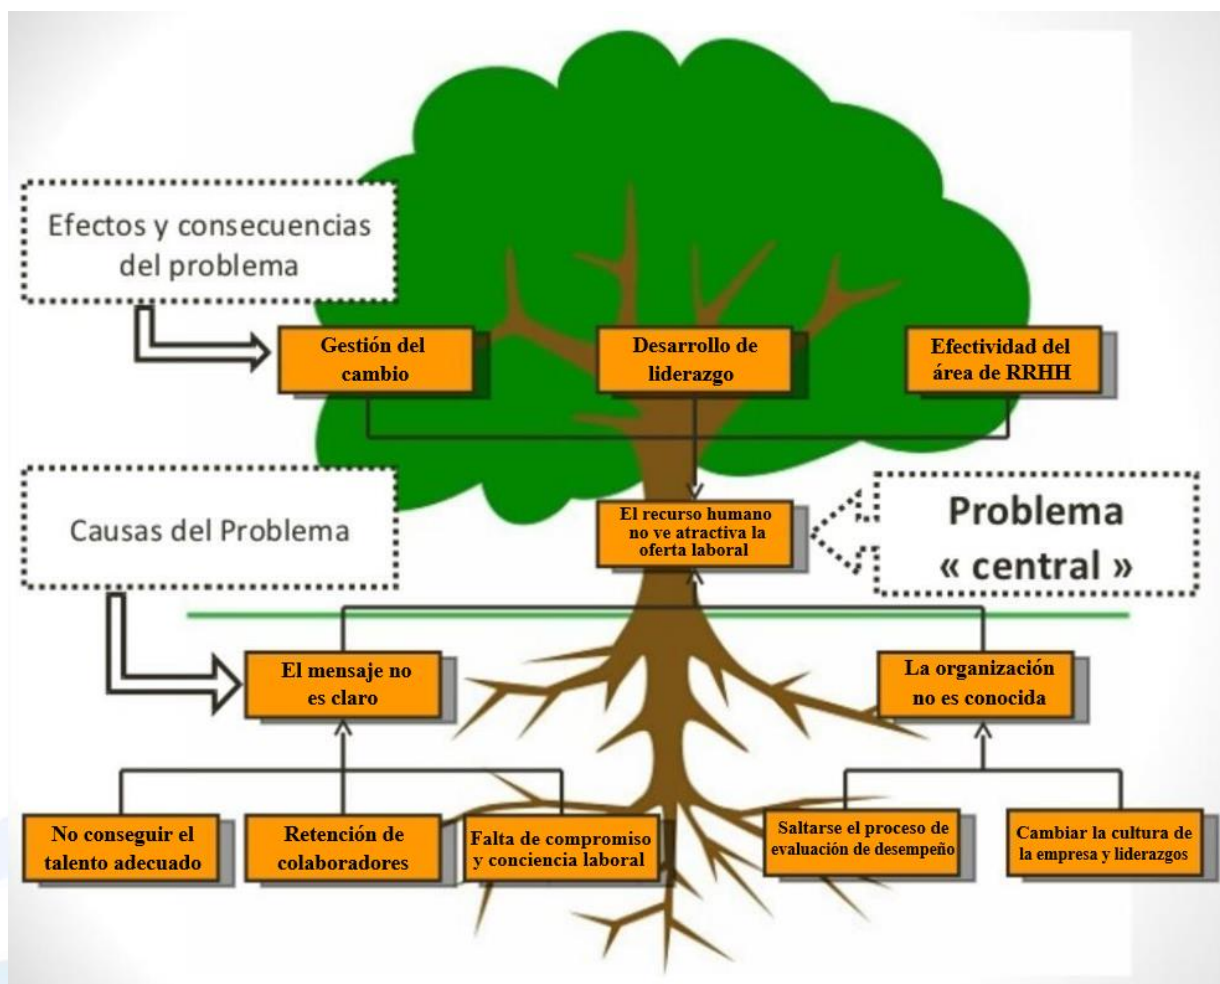 Efectos y consecuencias
del problema
Gestión del
cambio
Desarrollo de
liderazgo
Efectividad del
área de RRHH
Causas del Problema
El recurso humano
no ve atractiva la
oferta laboral
Problema
« central »
El mensaje no
es claro
La organización
no es conocida
No conseguir el
talento adecuado
Retención de
colaboradores
Falta de compromiso
y conciencia laboral
Saltarse el proceso de
evaluación de desempeño
Cambiar la cultura de
la empresa y liderazgos